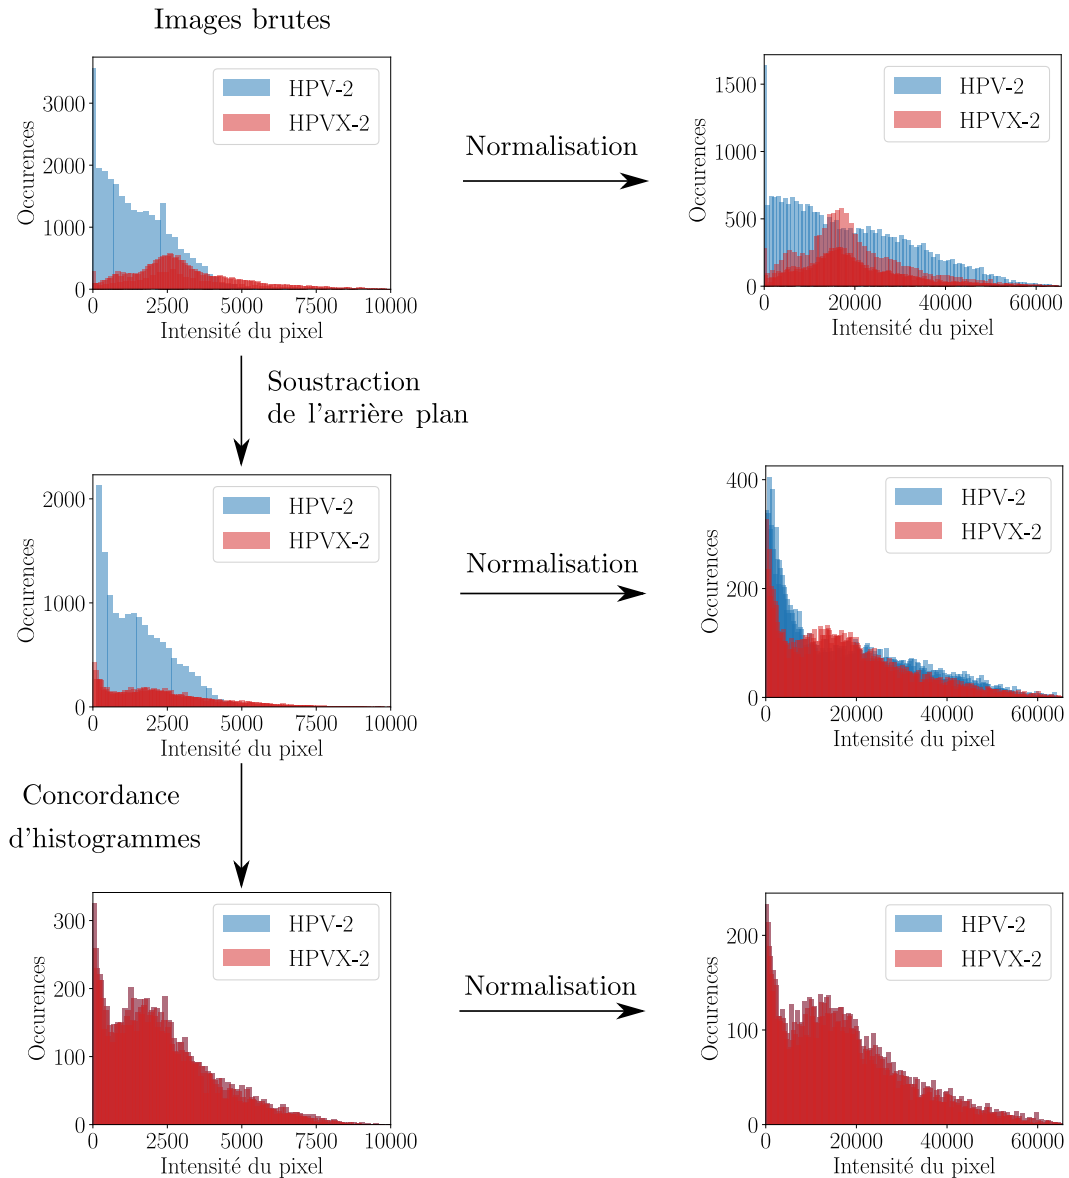 Images brutes
3000
2000
1000
0
Occurences
HPV-2
HPVX-2
0 2500 5000 7500 10000
Intensité du pixel
Normalisation
1500
1000
500
0
Occurences
HPV-2
HPVX-2
0 20000 40000 60000
Intensité du pixel
Soustraction
de l'arrière plan
2000
1000
0
Occurences
HPV-2
HPVX-2
0 2500 5000 7500 10000
Intensité du pixel
Normalisation
400
200
0
Occurences
HPV-2
HPVX-2
0 20000 40000 60000
Intensité du pixel
Concordance
d'histogrammes
300
200
100
0
Occurences
HPV-2
HPVX-2
0 2500 5000 7500 10000
Intensité du pixel
Normalisation
200
100
0
Occurences
HPV-2
HPVX-2
0 20000 40000 60000
Intensité du pixel